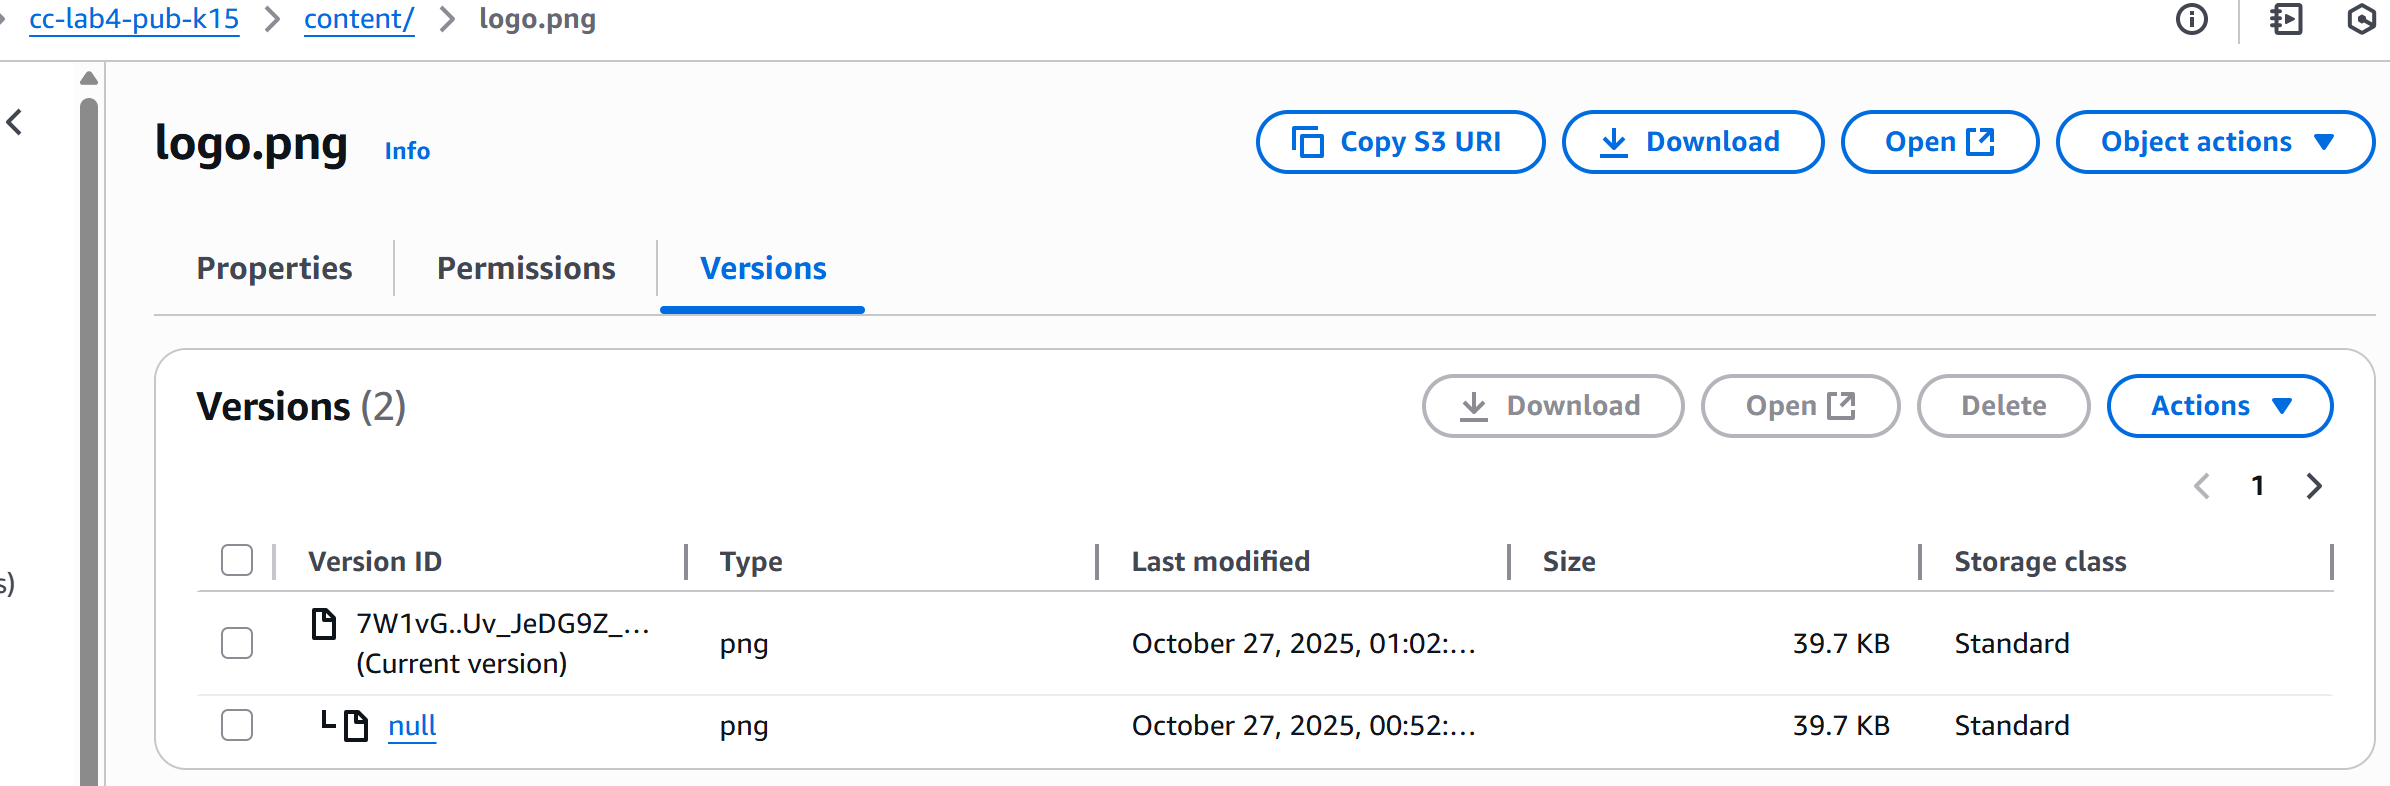 cc-lab4-pub-k15 > content/ > logo.png
logo.png Info
Copy S3 URI Download Open Object actions
Properties Permissions Versions
Versions (2)
Download Open Delete Actions
1
Version ID Type Last modified Size Storage class
s)
7W1vG..Uv_JeDG9Z_...
(Current version) png October 27, 2025, 01:02:... 39.7 KB Standard
null png October 27, 2025, 00:52:... 39.7 KB Standard